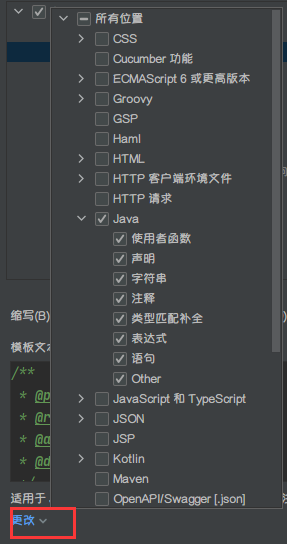 所有位置
CSS
Cucumber 功能
ECMAScript 6 或更高版本
Groovy
GSP
Haml
HTML
HTTP 客户端环境文件
HTTP 请求
Java
使用者函数
声明
字符串
注释
类型匹配补全
表达式
语句
Other
JavaScript 和 TypeScript
JSON
JSP
Kotlin
Maven
OpenAPI/Swagger [.json]
缩写(B)
模板文本
/**
* @p
* @r
* @a
* @d
适用于
更改